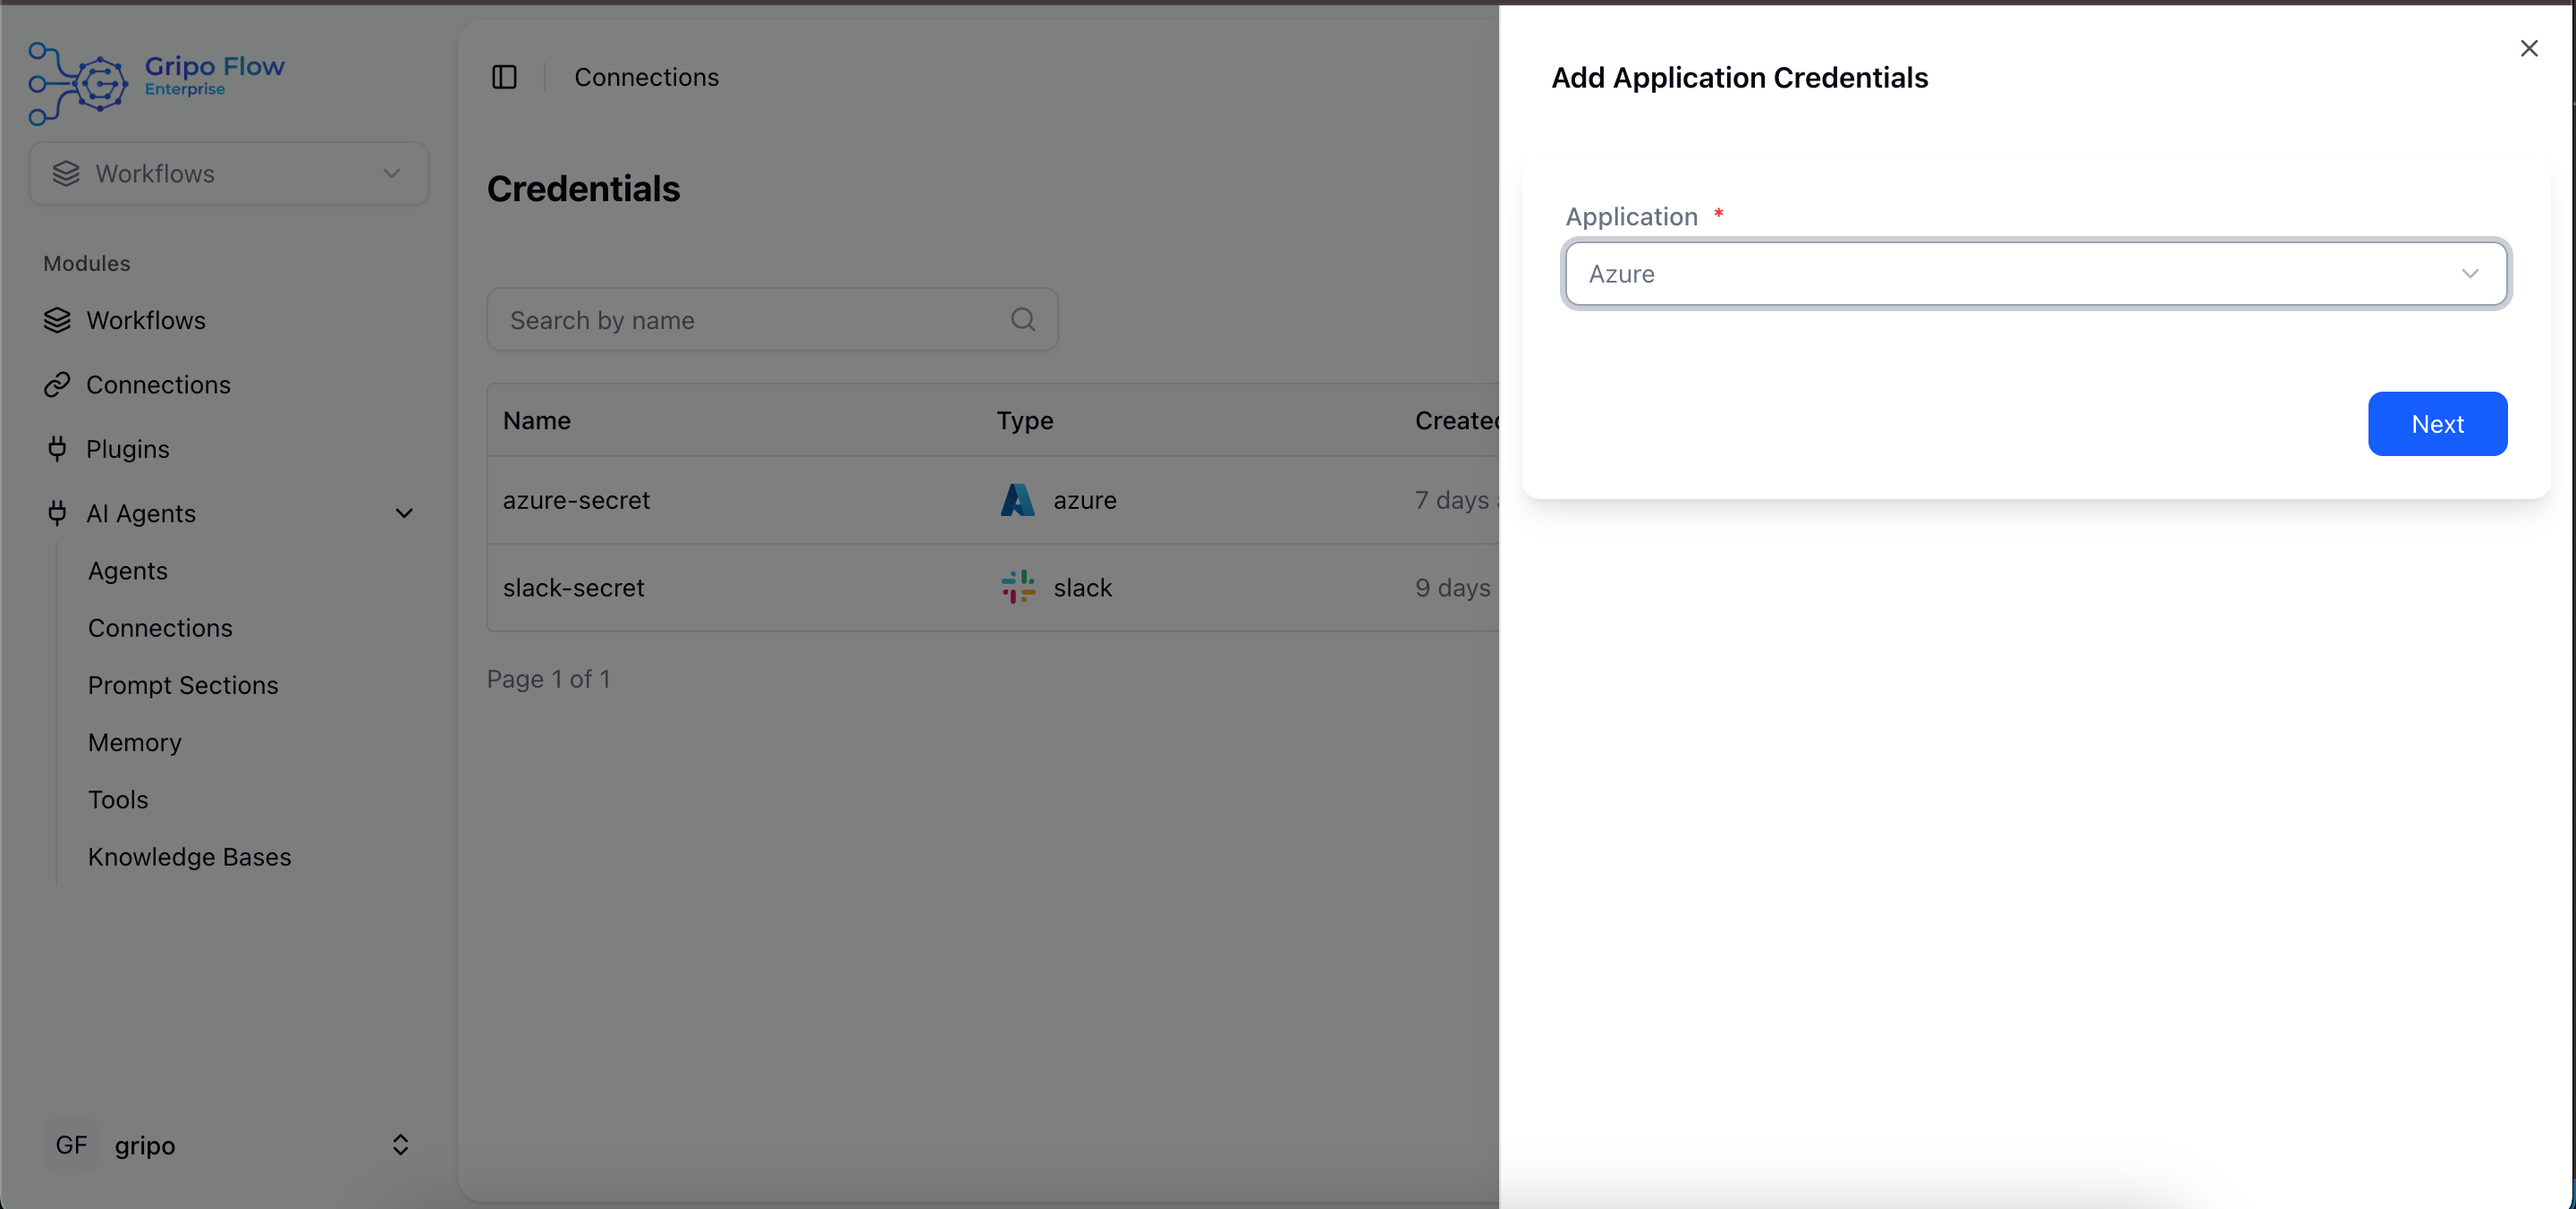 Gripo Flow
Enterprise
Workflows
Modules
Workflows
Connections
Plugins
AI Agents
Agents
Connections
Prompt Sections
Memory
Tools
Knowledge Bases
GF gripo
Connections
Credentials
Search by name
Name Type Created
azure-secret azure 7 days
slack-secret slack 9 days
Page 1 of 1
Add Application Credentials
Application *
Azure
Next